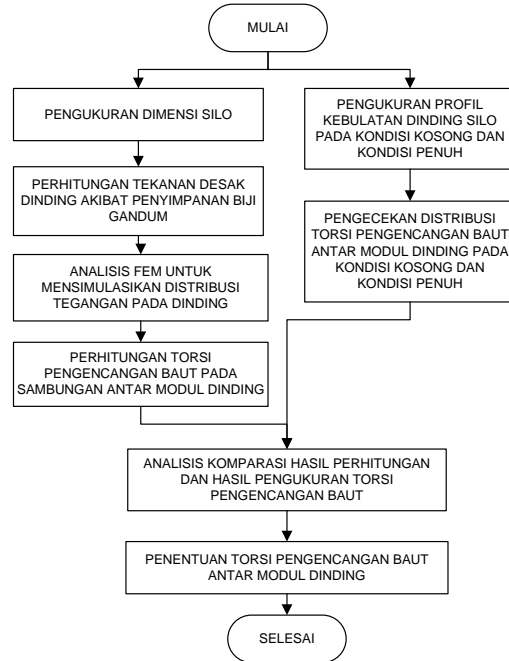 MULAI
PENGUKURAN DIMENSI SILO
PERHITUNGAN TEKANAN DESAK
DINDING AKIBAT PENYIMPANAN BIJI
GANDUM
ANALISIS FEM UNTUK
MENSIMULASIKAN DISTRIBUSI
TEGANGAN PADA DINDING
PERHITUNGAN TORSI
PENGENCANGAN BAUT PADA
SAMBUNGAN ANTAR MODUL DINDING
PENGUKURAN PROFIL
KEBULATAN DINDING SILO
PADA KONDISI KOSONG DAN
KONDISI PENUH
PENGECEKAN DISTRIBUSI
TORSI PENGENCANGAN BAUT
ANTAR MODUL DINDING PADA
KONDISI KOSONG DAN
KONDISI PENUH
ANALISIS KOMPARASI HASIL PERHITUNGAN
DAN HASIL PENGUKURAN TORSI
PENGENCANGAN BAUT
PENENTUAN TORSI PENGENCANGAN BAUT
ANTAR MODUL DINDING
SELESAI